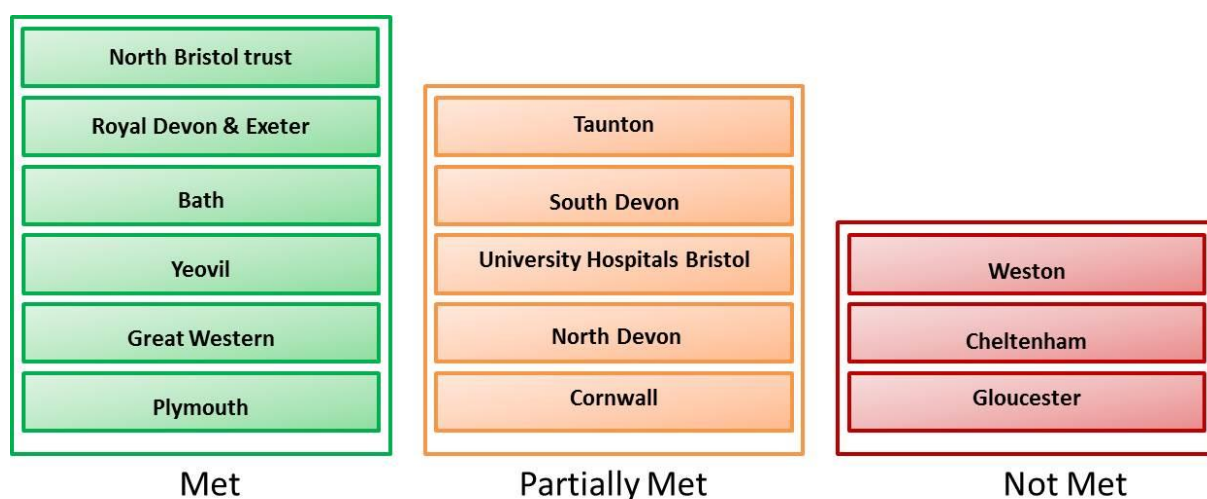 North Bristol trust
Royal Devon & Exeter
Bath
Yeovil
Great Western
Plymouth
Met
Taunton
South Devon
University Hospitals Bristol
North Devon
Cornwall
Partially Met
Weston
Cheltenham
Gloucester
Not Met